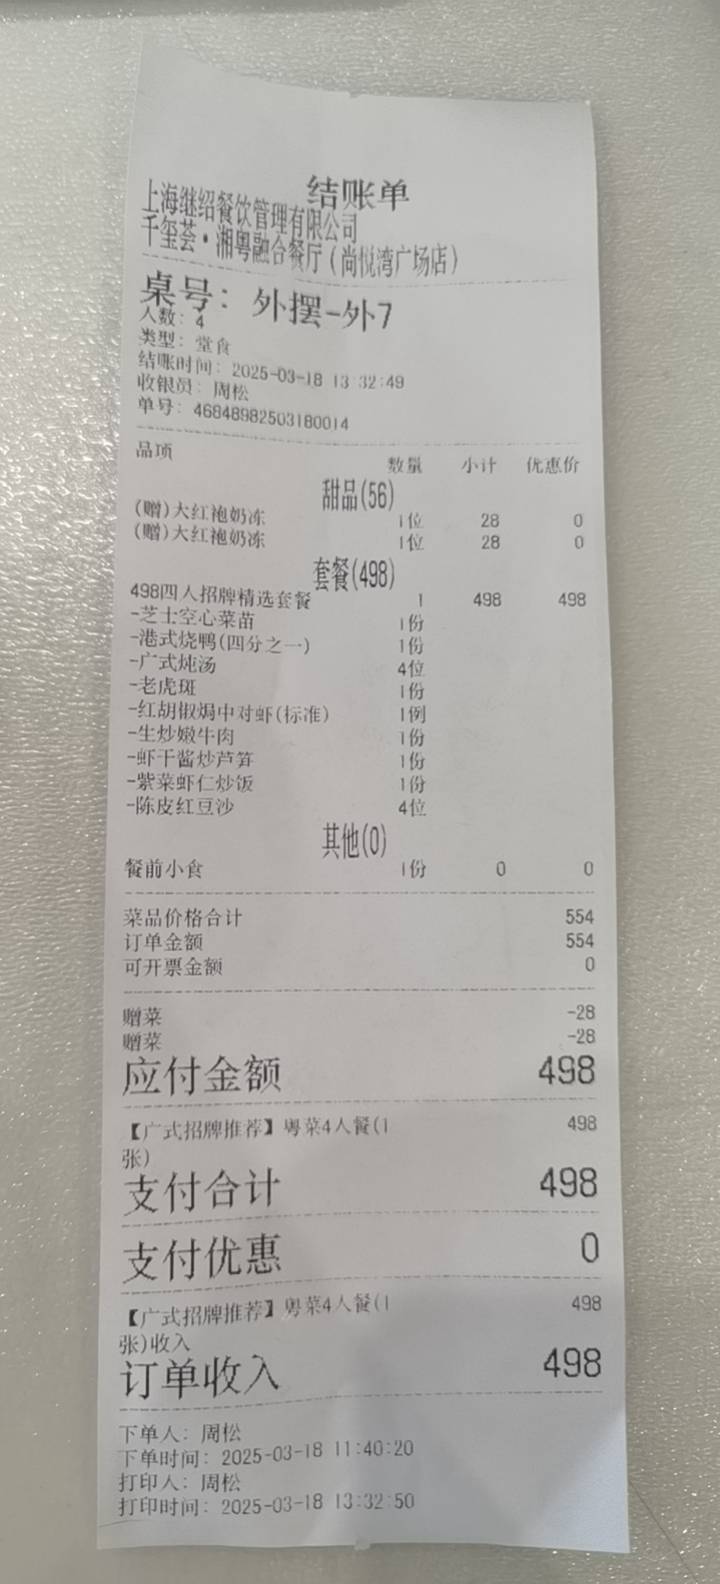 结账单
上海继绍餐饮管理有限公司
千玺荟·湘粤融合餐厅(尚悦湾广场店)
桌号: 外摆-外7
人数: 4
类型: 堂食
结账时间: 2025-03-18 13:32:49
收银员: 周松
单号: 46848982503180014
品项 数量 小计 优惠价
甜品(56)
(赠)大红袍奶冻 1位 28 0
(赠)大红袍奶冻 1位 28 0
套餐(498)
498四人招牌精选套餐 1 498 498
-芝士空心菜苗 1份
-港式烧鸭(四分之一) 1份
-广式炖汤 4位
-老虎斑 1份
-红胡椒焗中对虾(标准) 1例
-生炒嫩牛肉 1份
-虾干酱炒芦笋 1份
-紫菜虾仁炒饭 1份
-陈皮红豆沙 4位
其他(0)
餐前小食 1份 0 0
菜品价格合计 554
订单金额 554
可开票金额 0
赠菜 -28
赠菜 -28
应付金额 498
【广式招牌推荐】粤菜4人餐(1 498
张)
支付合计 498
支付优惠 0
【广式招牌推荐】粤菜4人餐(1 498
张)收入
订单收入 498
下单人: 周松
下单时间: 2025-03-18 11:40:20
打印人: 周松
打印时间: 2025-03-18 13:32:50